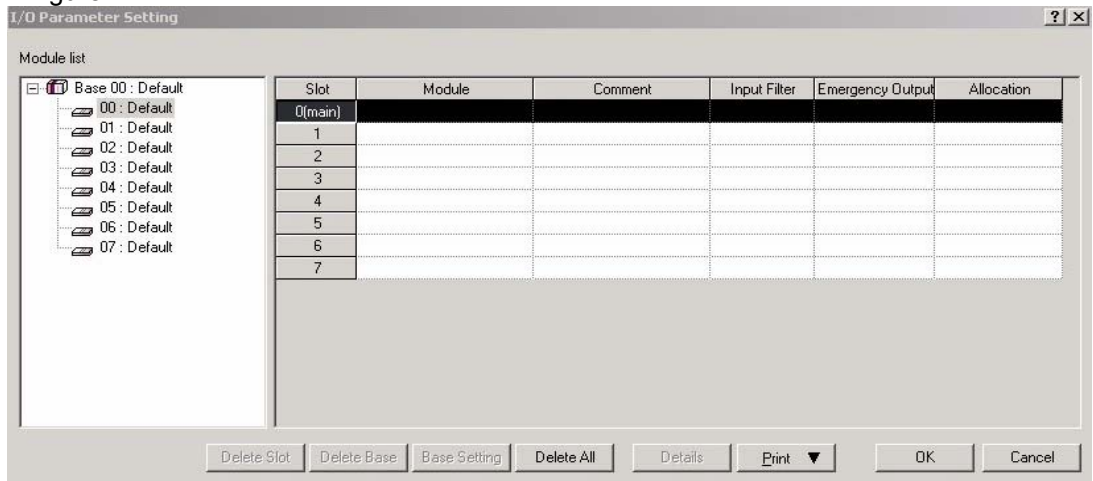 I/O Parameter Setting
Module list
Base 00 : Default
00 : Default
01 : Default
02 : Default
03 : Default
04 : Default
05 : Default
06 : Default
07 : Default
Slot Module Comment Input Filter Emergency Output Allocation
0(main)
1
2
3
4
5
6
7
Delete Slot Delete Base Base Setting Delete All Details Print ▼ OK Cancel